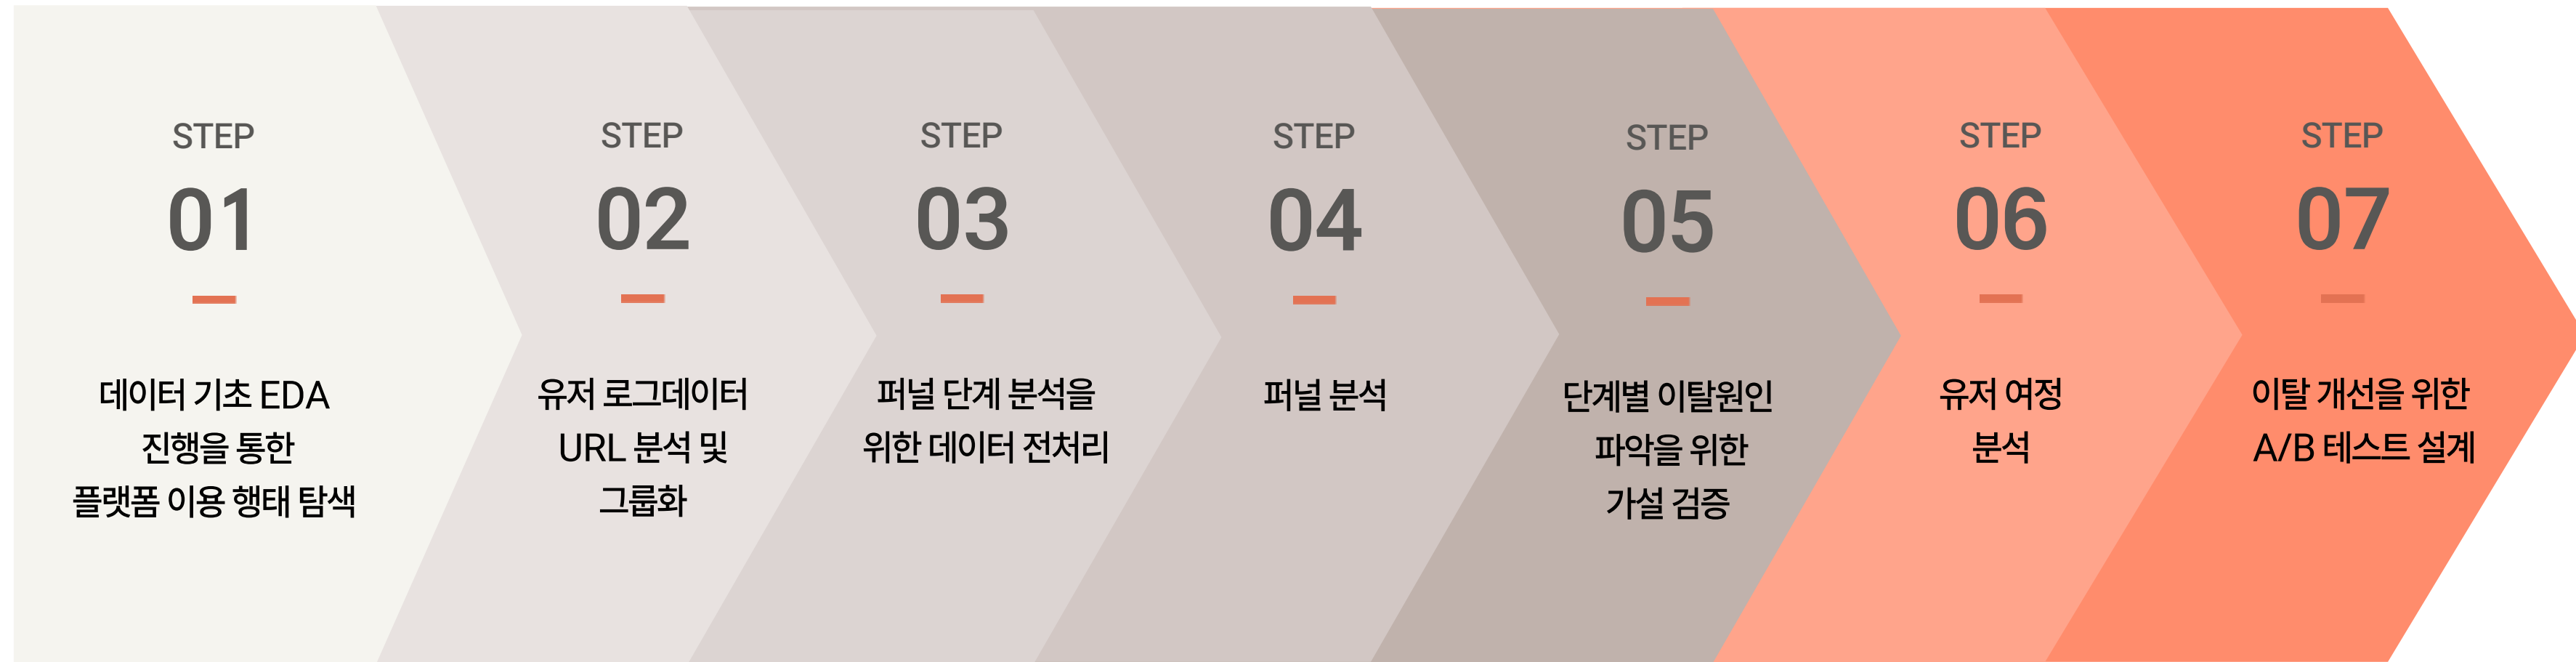 STEP
01
데이터 기초 EDA
진행을 통한
플랫폼 이용 행태 탐색
STEP
02
유저 로그데이터
URL 분석 및
그룹화
STEP
03
퍼널 단계 분석을
위한 데이터 전처리
STEP
04
퍼널 분석
STEP
05
단계별 이탈원인
파악을 위한
가설 검증
STEP
06
유저 여정
분석
STEP
07
이탈 개선을 위한
A/B 테스트 설계